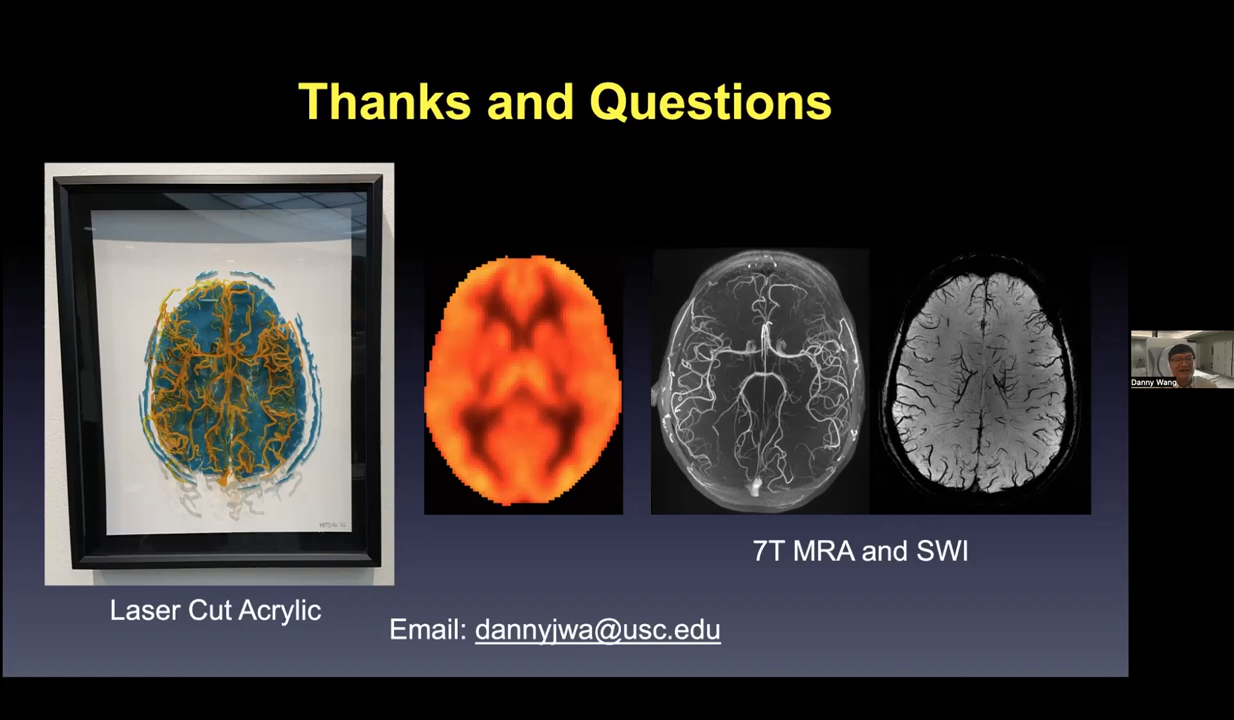 Thanks and Questions
7T MRA and SWI
Laser Cut Acrylic
Email: dannyjwa@usc.edu
Danny Wang